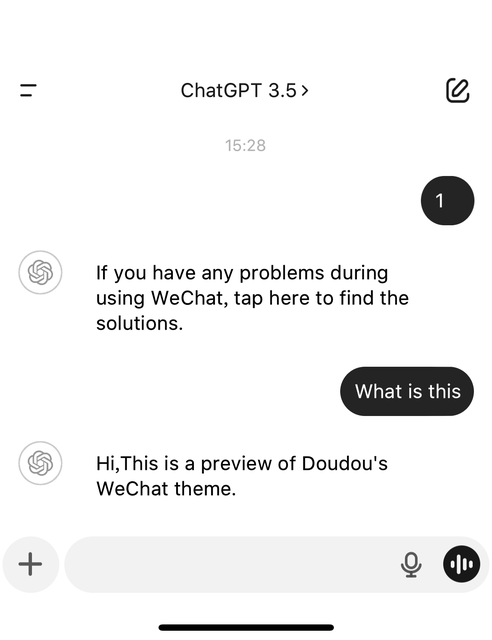 ChatGPT 3.5 >
15:28
1
If you have any problems during
using WeChat, tap here to find the
solutions.
What is this
Hi,This is a preview of Doudou's
WeChat theme.